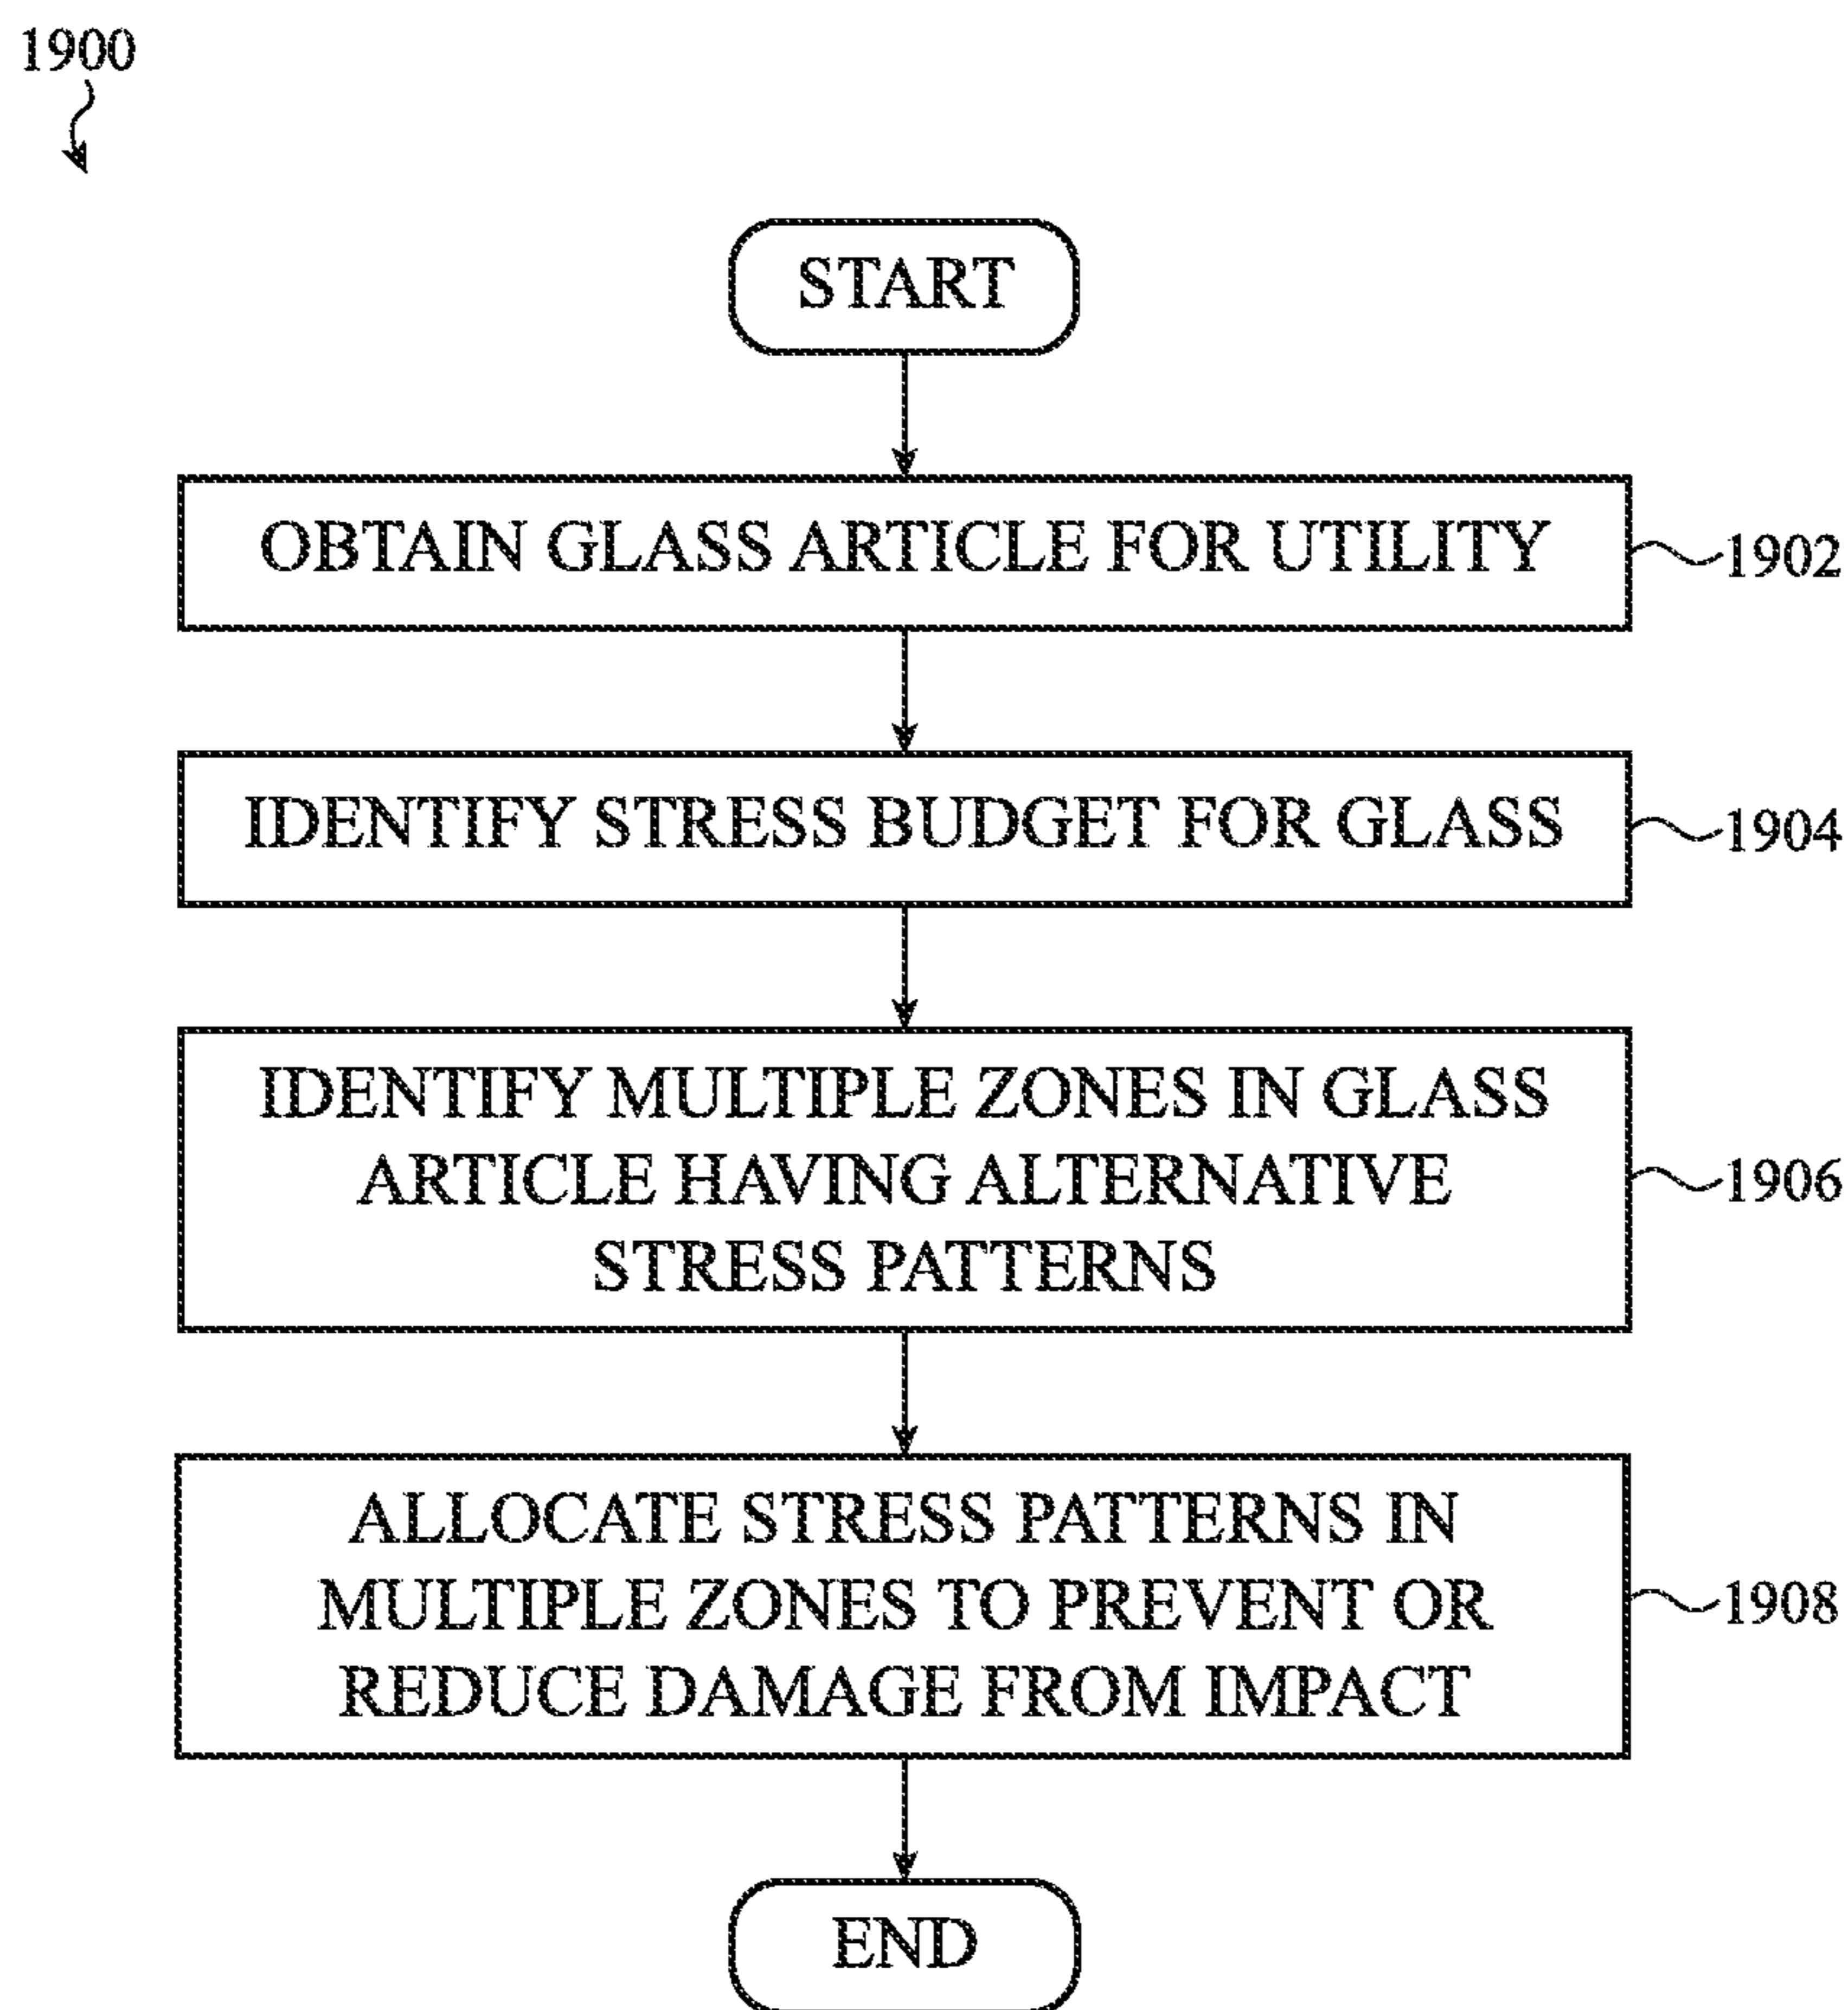 1900
START
OBTAIN GLASS ARTICLE FOR UTILITY
1902
IDENTIFY STRESS BUDGET FOR GLASS
1904
IDENTIFY MULTIPLE ZONES IN GLASS
ARTICLE HAVING ALTERNATIVE
STRESS PATTERNS
1906
ALLOCATE STRESS PATTERNS IN
MULTIPLE ZONES TO PREVENT OR
REDUCE DAMAGE FROM IMPACT
1908
END